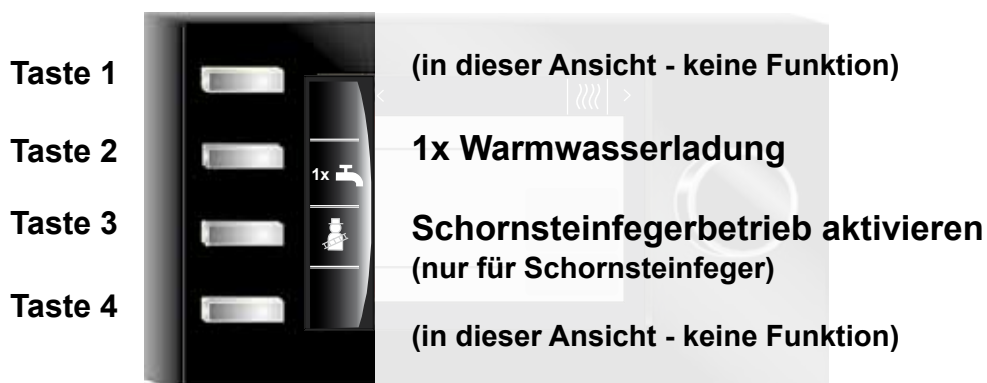 Taste 1
(in dieser Ansicht - keine Funktion)
Taste 2
1x
1x Warmwasserladung
Taste 3
Schornsteinfegerbetrieb aktivieren
(nur für Schornsteinfeger)
Taste 4
(in dieser Ansicht - keine Funktion)